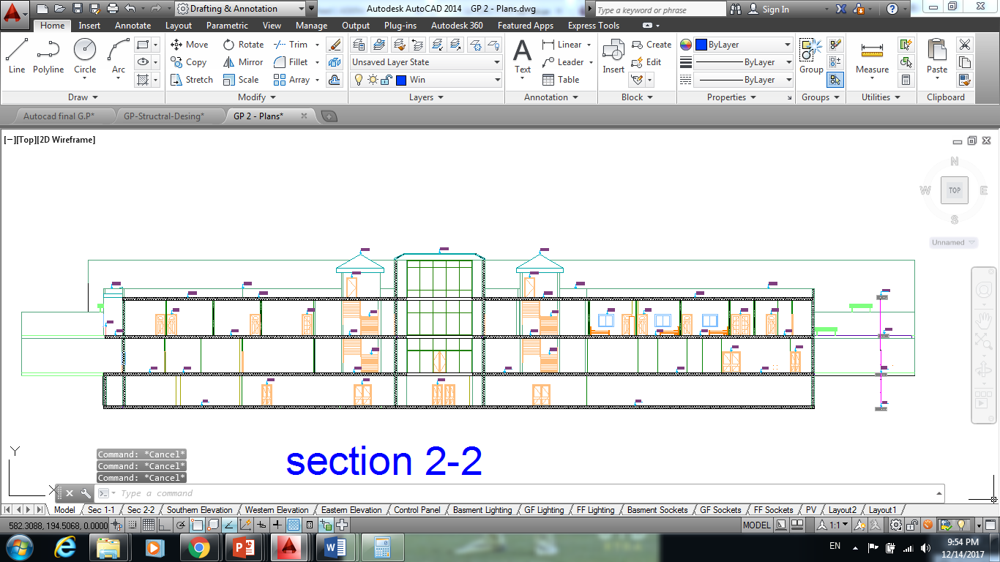 Drafting & Annotation
Autodesk AutoCAD 2014 GP 2 - Plans.dwg
Type a keyword or phrase
Sign In
Home Insert Annotate Layout Parametric View Manage Output Plug-ins Autodesk 360 Featured Apps Express Tools
Line Polyline Circle Arc
Move Rotate Trim
Copy Mirror Fillet
Stretch Scale Array
Unsaved Layer State
Win
Text
Linear
Leader
Table
Insert
Create
Edit
ByLayer
ByLayer
ByLayer
Group
Measure
Paste
Draw Modify Layers Annotation Block Properties Groups Utilities Clipboard
Autocad final G.P* GP-Structral-Desing* GP 2 - Plans*
[−][Top][2D Wireframe]
N
W TOP E
S
Unnamed
section 2-2
Y
X
Command: *Cancel*
Command: *Cancel*
Command: *Cancel*
Type a command
Model Sec 1-1 Sec 2-2 Southern Elevation Western Elevation Eastern Elevation Control Panel Basment Lighting GF Lighting FF Lighting Basment Sockets GF Sockets FF Sockets PV Layout2 Layout1
582.3088, 194.5068, 0.0000
MODEL
1:1
EN
9:54 PM
12/14/2017